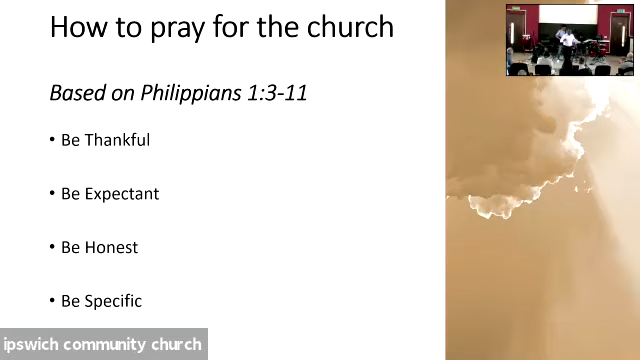 How to pray for the church
Based on Philippians 1:3-11
• Be Thankful
• Be Expectant
• Be Honest
• Be Specific
ipswich community church